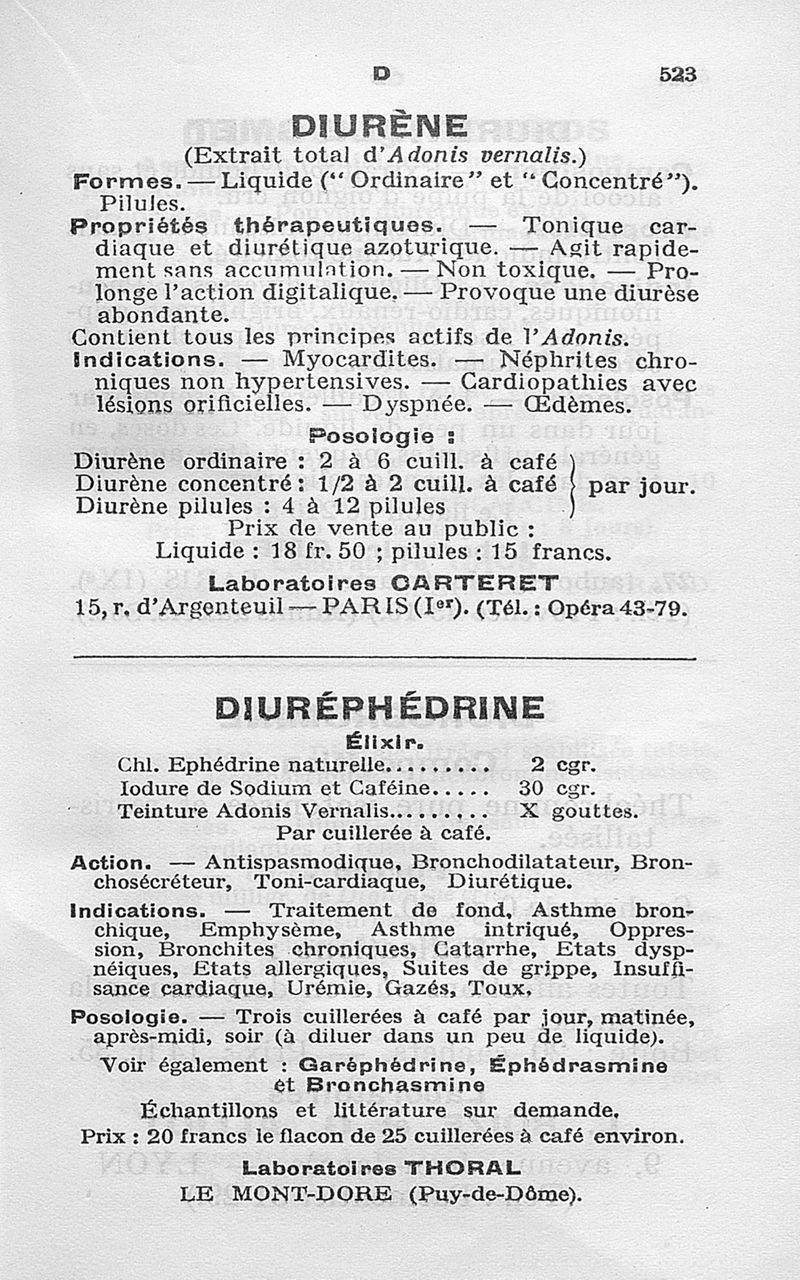 D 523
DIURÈNE
(Extrait total d'Adonis vernalis.)
Formes. — Liquide (“ Ordinaire” et “ Concentré”).
Pilules.
Propriétés thérapeutiques. — Tonique car-
diaque et diurétique azoturique. — Agit rapide-
ment sans accumulation. — Non toxique. — Pro-
longe l'action digitalique. — Provoque une diurèse
abondante.
Contient tous les principes actifs de l'Adonis.
Indications. — Myocardites. — Néphrites chro-
niques non hypertensives. — Cardiopathies avec
lésions orificielles. — Dyspnée. — Œdèmes.
Posologie :
Diurène ordinaire : 2 à 6 cuill. à café
Diurène concentré : 1/2 à 2 cuill. à café } par jour.
Diurène pilules : 4 à 12 pilules
Prix de vente au public :
Liquide : 18 fr. 50 ; pilules : 15 francs.
Laboratoires CARTERET
15, r. d'Argenteuil — PARIS (Ier). (Tél. : Opéra 43-79.
DIURÉPHÉDRINE
Élixir.
Chl. Ephédrine naturelle.......... 2 cgr.
Iodure de Sodium et Caféine..... 30 cgr.
Teinture Adonis Vernalis.......... X gouttes.
Par cuillerée à café.
Action. — Antispasmodique, Bronchodilatateur, Bron-
chosécréteur, Toni-cardiaque, Diurétique.
Indications. — Traitement de fond, Asthme bron-
chique, Emphysème, Asthme intriqué, Oppres-
sion, Bronchites chroniques, Catarrhe, Etats dysp-
néiques, Etats allergiques, Suites de grippe, Insuffi-
sance cardiaque, Urémie, Gazés, Toux.
Posologie. — Trois cuillerées à café par jour, matinée,
après-midi, soir (à diluer dans un peu de liquide).
Voir également : Garéphédrine, Éphédrasmine
et Bronchasmine
Échantillons et littérature sur demande.
Prix : 20 francs le flacon de 25 cuillerées à café environ.
Laboratoires THORAL
LE MONT-DORE (Puy-de-Dôme).